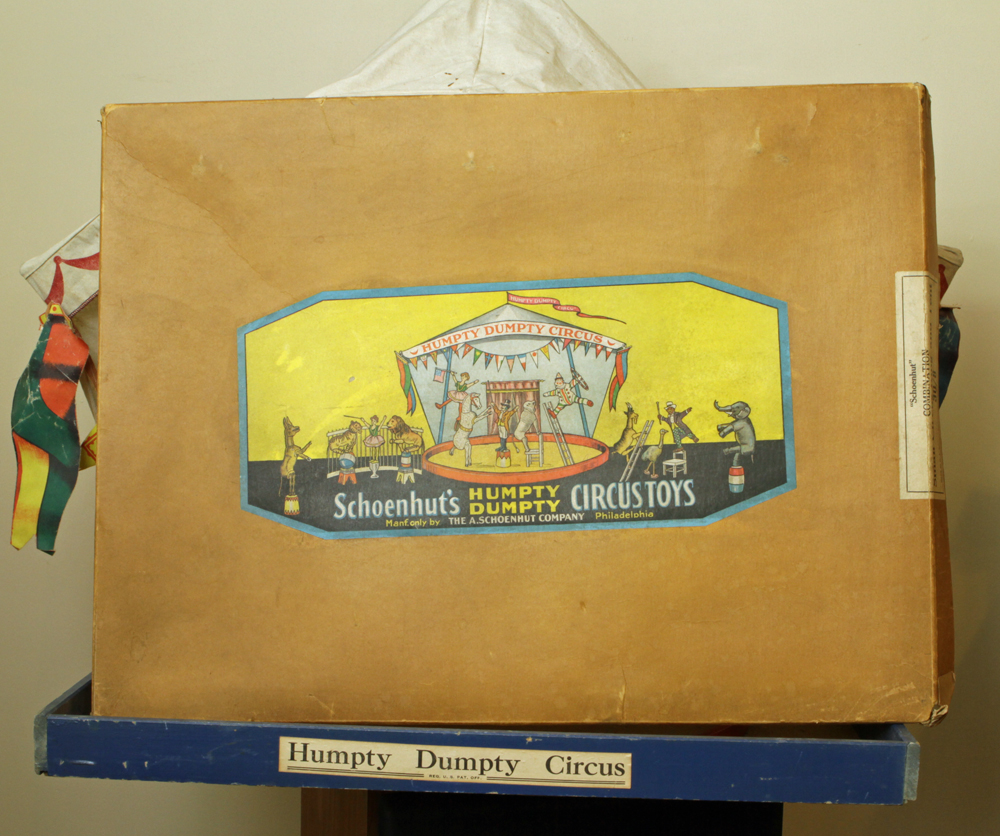 HUMPTY DUMPTY
CIRCUS
HUMPTY DUMPTY CIRCUS
Schoenhut's HUMPTY DUMPTY CIRCUS TOYS
Manf. only by THE A. SCHOENHUT COMPANY Philadelphia
"Schoenhut"
COMBINATION
Humpty Dumpty Circus
REG. U. S. PAT. OFF.